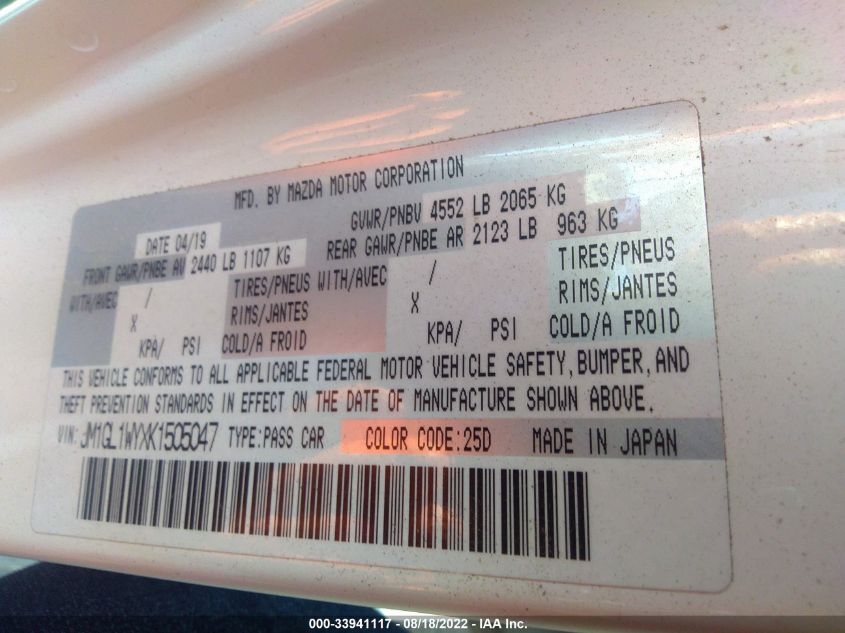 MFD. BY MAZDA MOTOR CORPORATION
DATE 04/19 GVWR/PNBV 4552 LB 2065 KG
FRONT GAWR/PNBE AV 2440 LB 1107 KG REAR GAWR/PNBE AR 2123 LB 963 KG
WITH/AVEC / TIRES/PNEUS WITH/AVEC / TIRES/PNEUS
X RIMS/JANTES X RIMS/JANTES
KPA/ PSI COLD/A FROID KPA/ PSI COLD/A FROID
THIS VEHICLE CONFORMS TO ALL APPLICABLE FEDERAL MOTOR VEHICLE SAFETY, BUMPER, AND
THEFT PREVENTION STANDARDS IN EFFECT ON THE DATE OF MANUFACTURE SHOWN ABOVE.
VIN: JM1GL1WYXK1505047 TYPE:PASS CAR COLOR CODE:25D MADE IN JAPAN
000-33941117 - 08/18/2022 - IAA Inc.